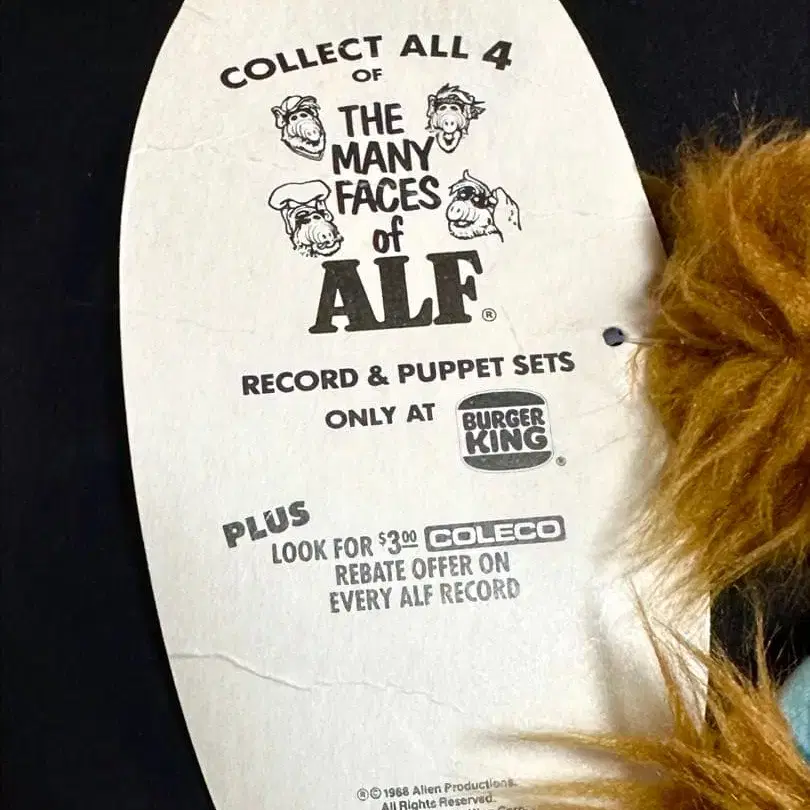 COLLECT ALL 4
OF
THE
MANY
FACES
of
ALF®
RECORD & PUPPET SETS
ONLY AT BURGER KING®
PLUS
LOOK FOR $3.00 COLECO
REBATE OFFER ON
EVERY ALF RECORD
®©1988 Alien Productions.
All Rights Reserved.